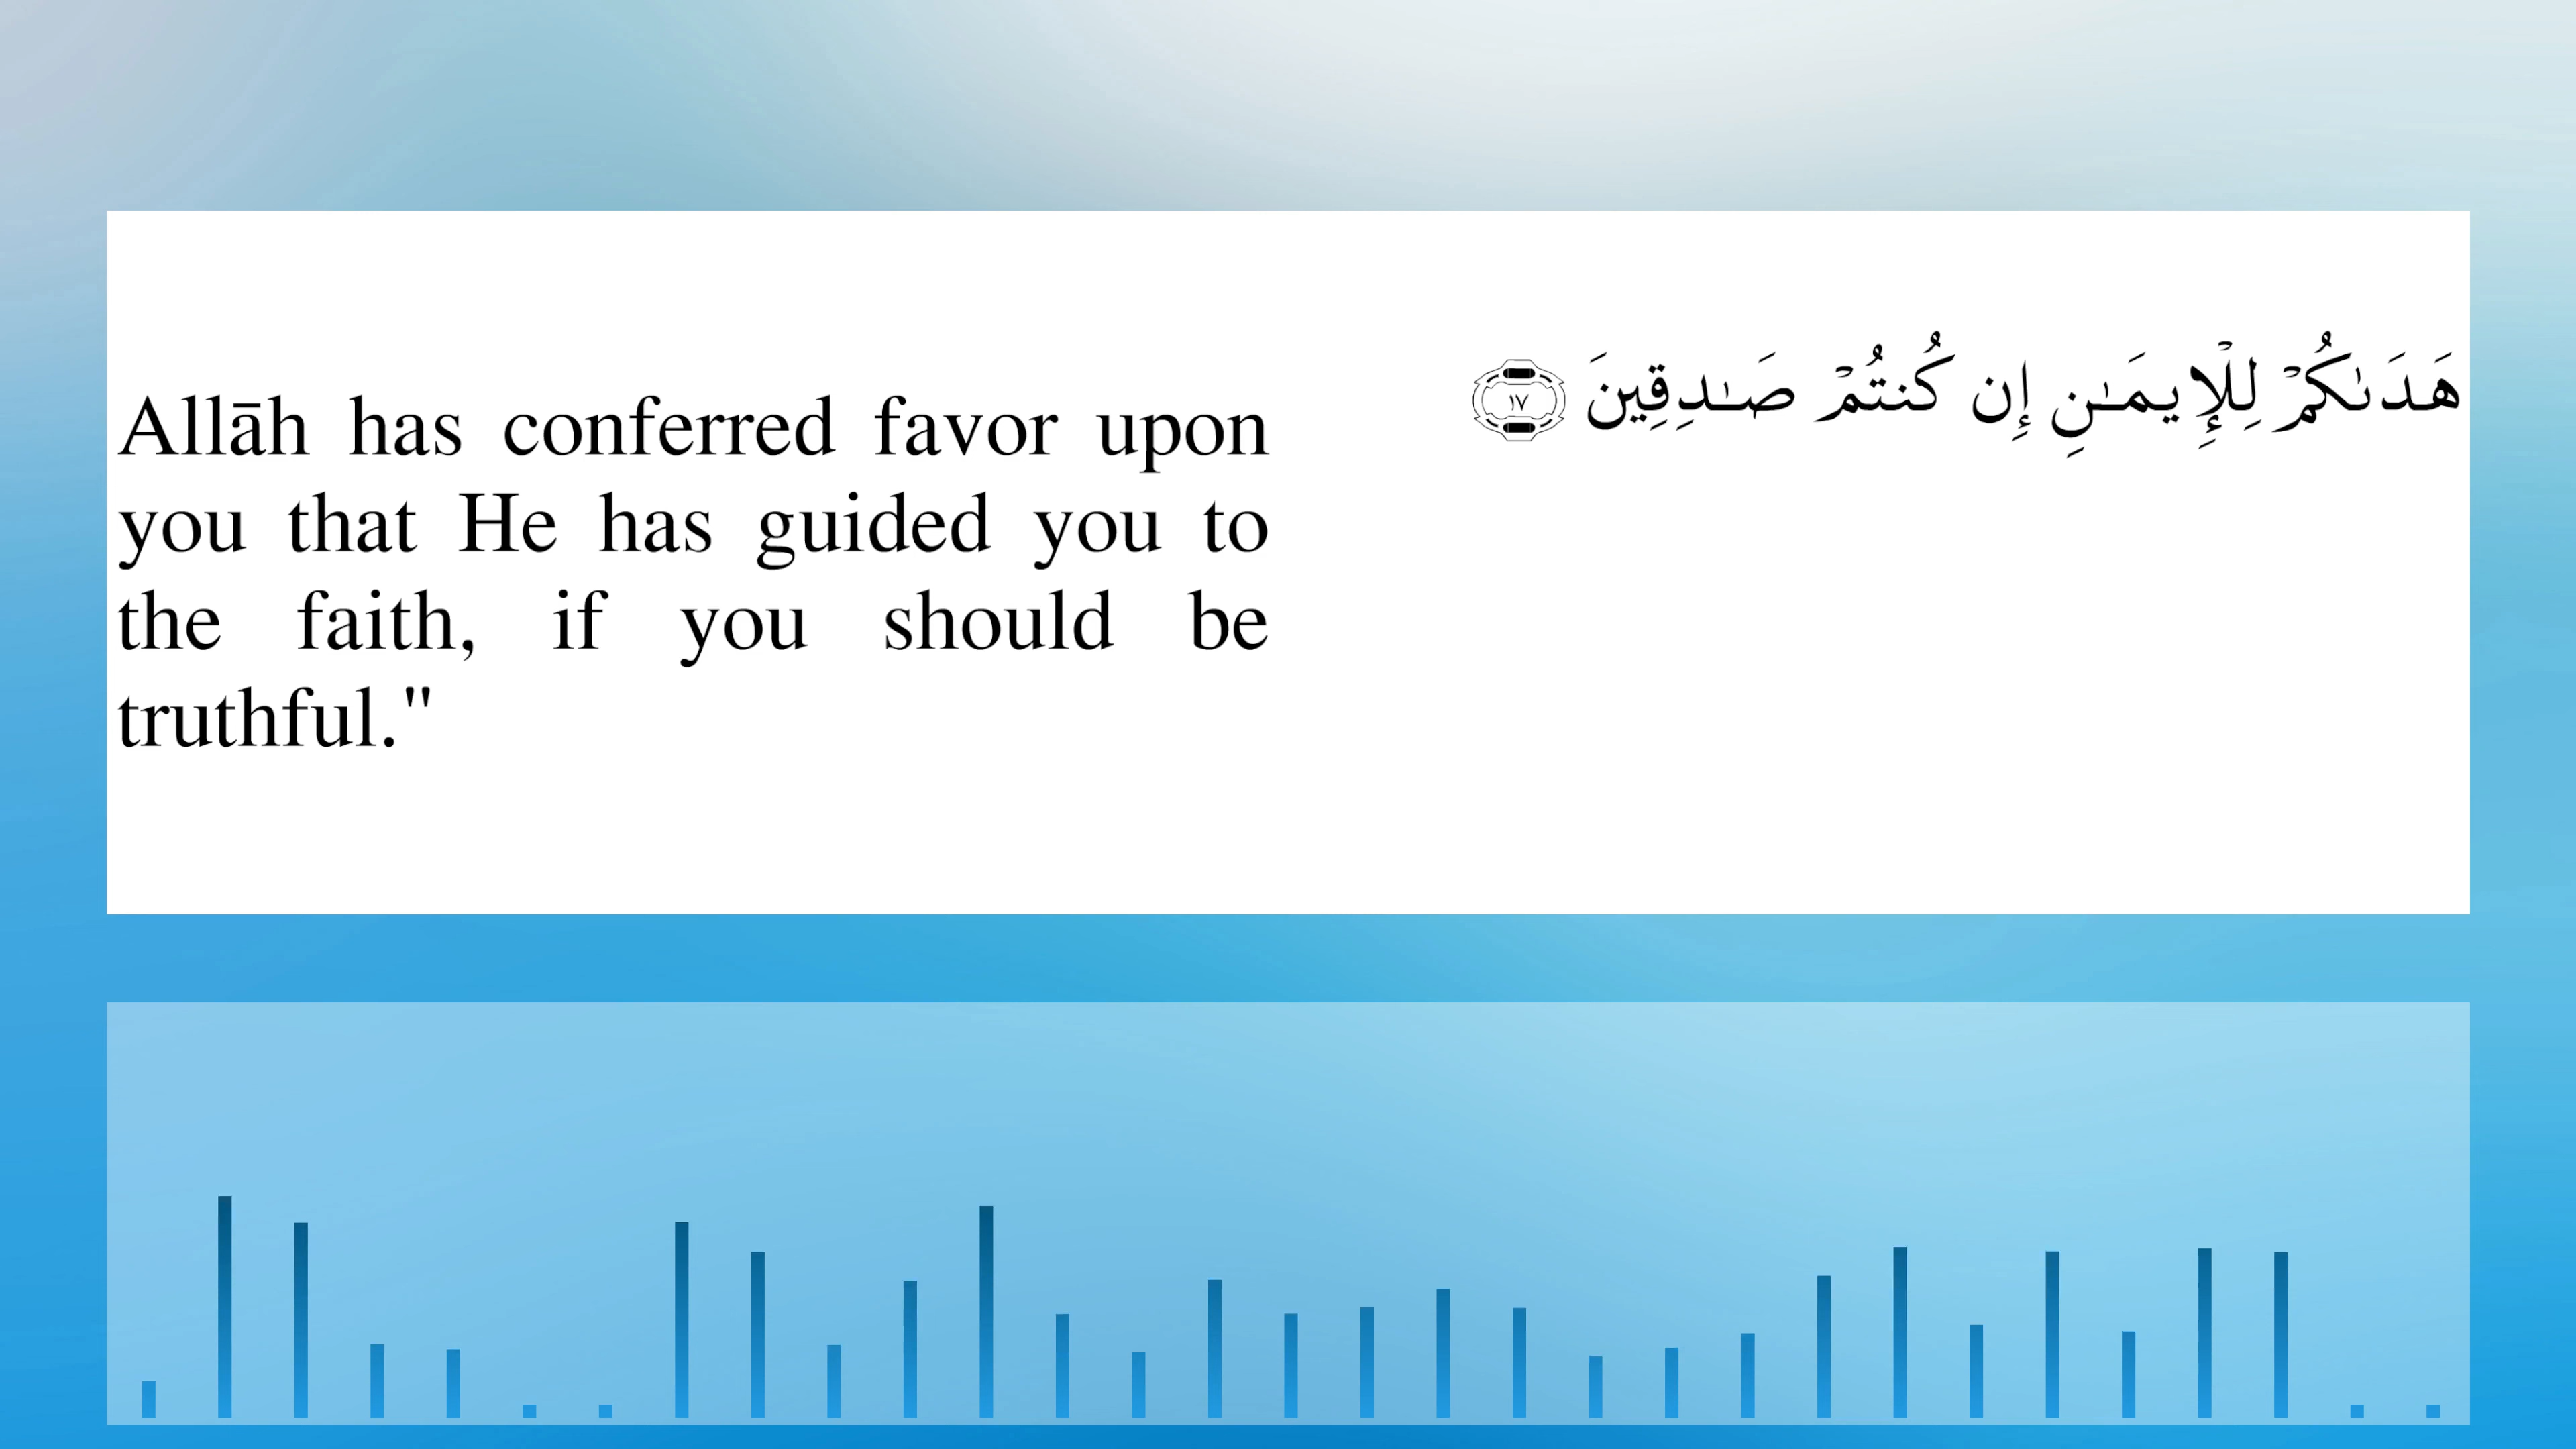 Allāh has conferred favor upon
you that He has guided you to
the faith, if you should be
truthful."
هَدَىٰكُمْ لِلْإِيمَـٰنِ إِن كُنتُمْ صَـٰدِقِينَ ١٧